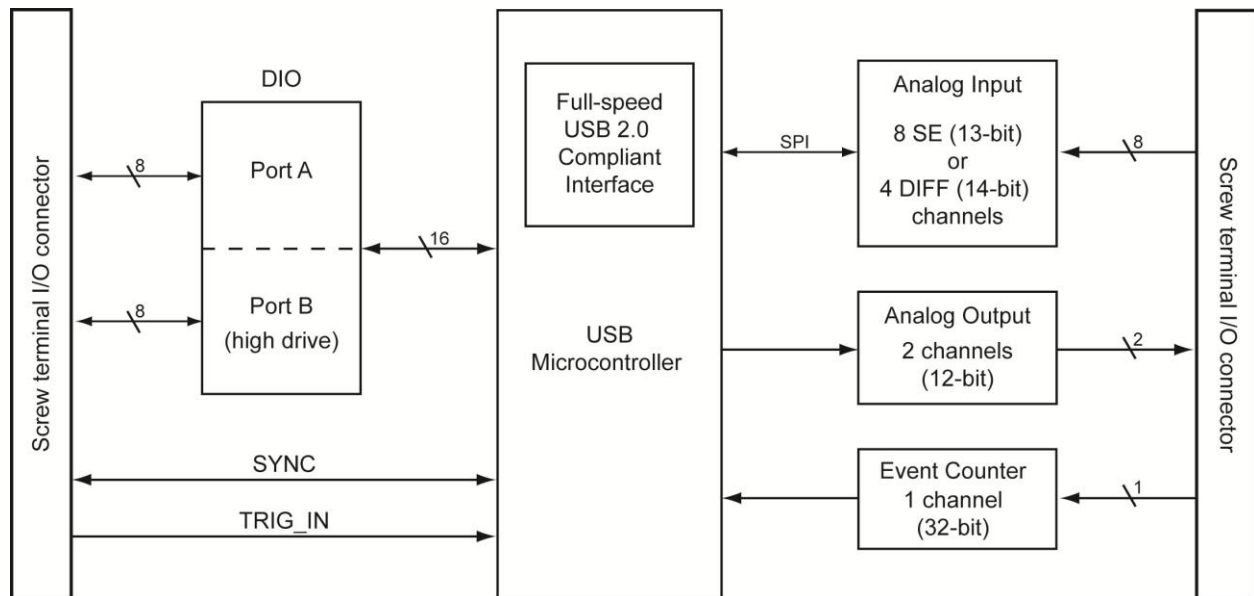 Screw terminal I/O connector
DIO
Port A
Port B
(high drive)
8
8
16
SYNC
TRIG_IN
Full-speed
USB 2.0
Compliant
Interface
USB
Microcontroller
SPI
Analog Input
8 SE (13-bit)
or
4 DIFF (14-bit)
channels
8
Analog Output
2 channels
(12-bit)
2
Event Counter
1 channel
(32-bit)
1
Screw terminal I/O connector